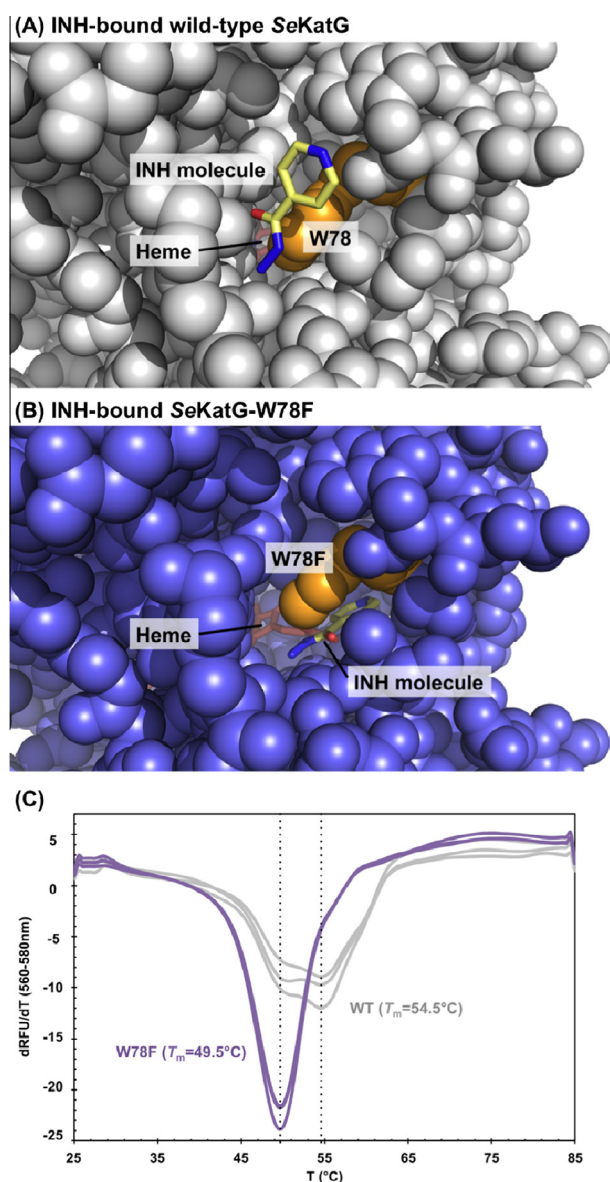 (A) INH-bound wild-type SeKatG
INH molecule
Heme
W78
(B) INH-bound SeKatG-W78F
W78F
Heme
INH molecule
(C)
5
0
-5
-10
-15
-20
-25
dRFU/dT (560-580nm)
WT (Tm=54.5°C)
W78F (Tm=49.5°C)
25 35 45 55 65 75 85
T (°C)